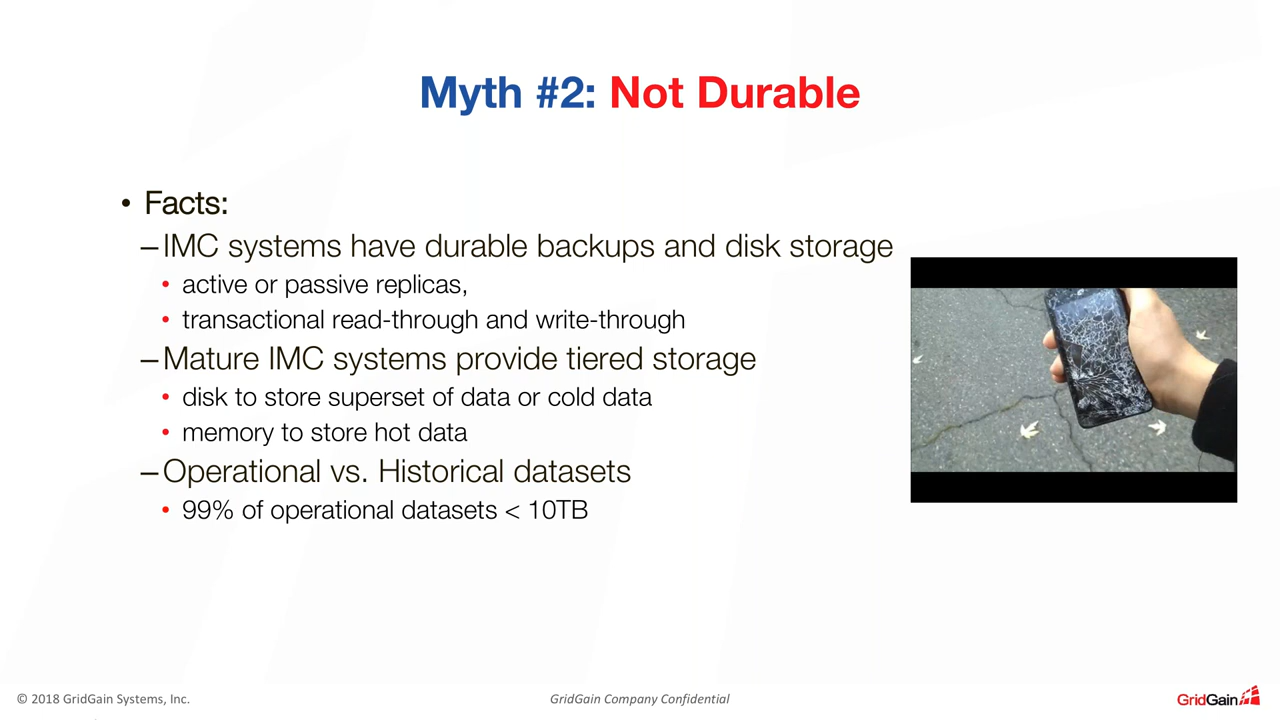 Myth #2: Not Durable
• Facts:
– IMC systems have durable backups and disk storage
• active or passive replicas,
• transactional read-through and write-through
– Mature IMC systems provide tiered storage
• disk to store superset of data or cold data
• memory to store hot data
– Operational vs. Historical datasets
• 99% of operational datasets < 10TB
© 2018 GridGain Systems, Inc.
GridGain Company Confidential
GridGain